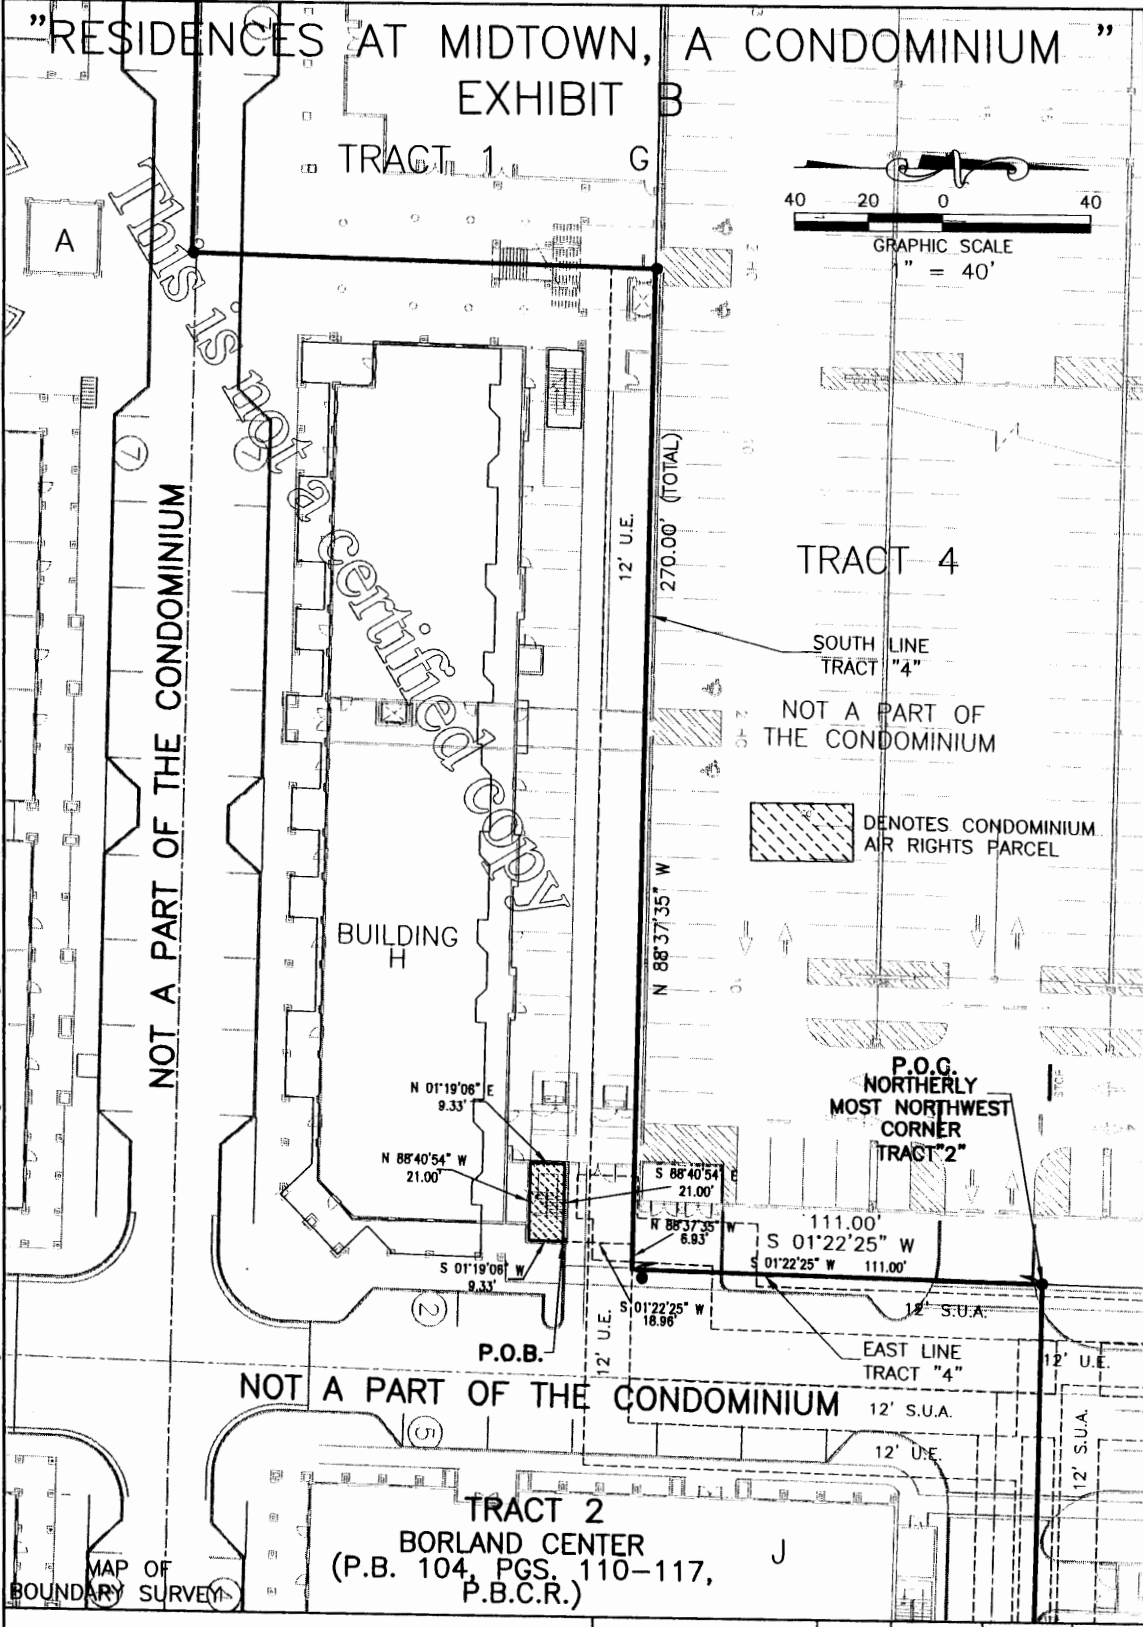 "RESIDENCES AT MIDTOWN, A CONDOMINIUM "
EXHIBIT B
TRACT 1
G
A
40 20 0 40
GRAPHIC SCALE
1" = 40'
This is not a certified copy
7
7
NOT A PART OF THE CONDOMINIUM
12' U.E.
270.00' (TOTAL)
TRACT 4
SOUTH LINE
TRACT "4"
NOT A PART OF
THE CONDOMINIUM
DENOTES CONDOMINIUM
AIR RIGHTS PARCEL
N 88°37'35" W
BUILDING
H
P.O.C.
NORTHERLY
MOST NORTHWEST
CORNER
TRACT"2"
STOP
N 01°19'06" E
9.33'
N 88°40'54" W
21.00'
S 88°40'54 E
21.00'
N 88°37'35" W
6.93'
111.00'
S 01°22'25" W
S 01°22'25" W 111.00'
S 01°19'06" W
9.33'
S 01°22'25" W
18.96'
12' S.U.A.
2
P.O.B.
12' U.E.
EAST LINE
TRACT "4"
12' U.E.
NOT A PART OF THE CONDOMINIUM
12' S.U.A.
12' S.U.A.
5
12' U.E.
TRACT 2
BORLAND CENTER
(P.B. 104, PGS. 110-117,
P.B.C.R.)
J
MAP OF
BOUNDARY SURVEY